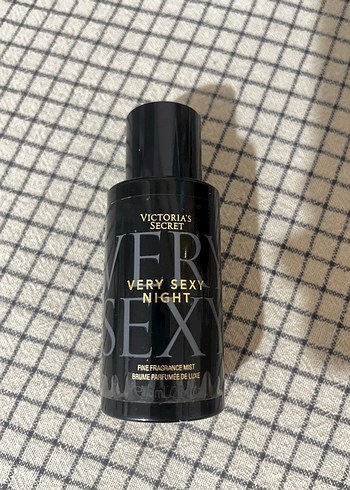 VICTORIA'S
SECRET
VERY
VERY SEXY
NIGHT
SEXY
FINE FRAGRANCE MIST
BRUME PARFUMÉE DE LUXE